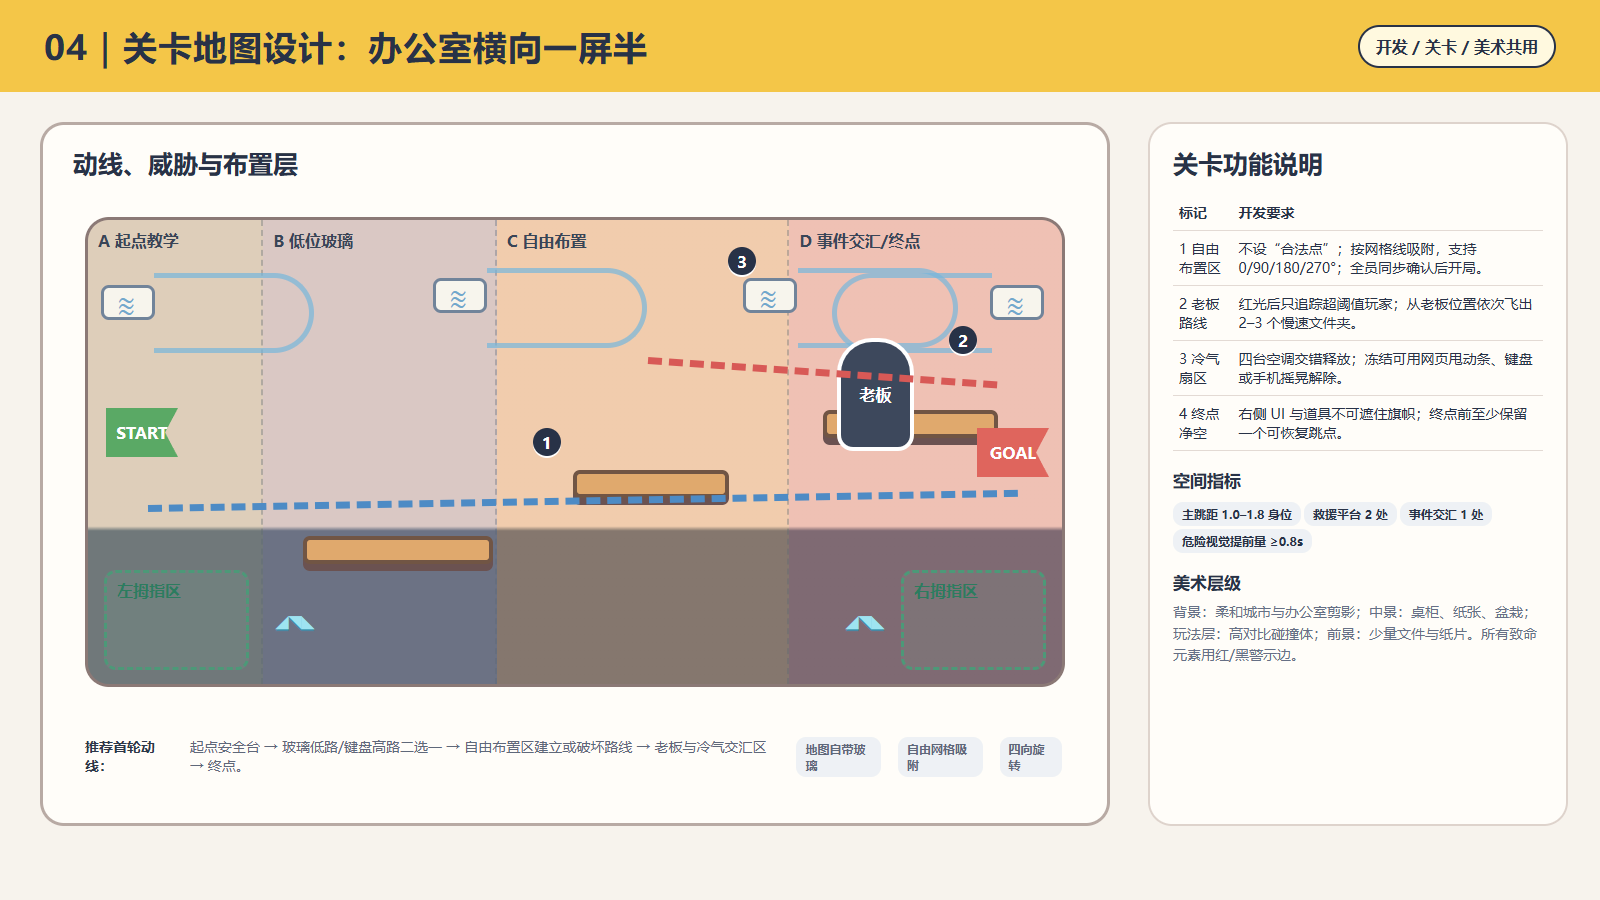 04 | 关卡地图设计：办公室横向一屏半
开发 / 关卡 / 美术共用
动线、威胁与布置层
A 起点教学
B 低位玻璃
C 自由布置
D 事件交汇/终点
3
2
老板
START
1
GOAL
左拇指区
右拇指区
推荐首轮动
线：
起点安全台 → 玻璃低路/键盘高路二选一 → 自由布置区建立或破坏路线 → 老板与冷气交汇区
→ 终点。
地图自带玻
璃
自由网格吸
附
四向旋
转
关卡功能说明
标记 开发要求
1 自由
布置区
不设“合法点”；按网格线吸附，支持
0/90/180/270°；全员同步确认后开局。
2 老板
路线
红光后只追踪超阈值玩家；从老板位置依次飞出
2–3 个慢速文件夹。
3 冷气
扇区
四台空调交错释放；冻结可用网页甩动条、键盘
或手机摇晃解除。
4 终点
净空
右侧 UI 与道具不可遮住旗帜；终点前至少保留
一个可恢复跳点。
空间指标
主跳距 1.0–1.8 身位
救援平台 2 处
事件交汇 1 处
危险视觉提前量 ≥0.8s
美术层级
背景：柔和城市与办公室剪影；中景：桌柜、纸张、盆栽；
玩法层：高对比碰撞体；前景：少量文件与纸片。所有致命
元素用红/黑警示边。